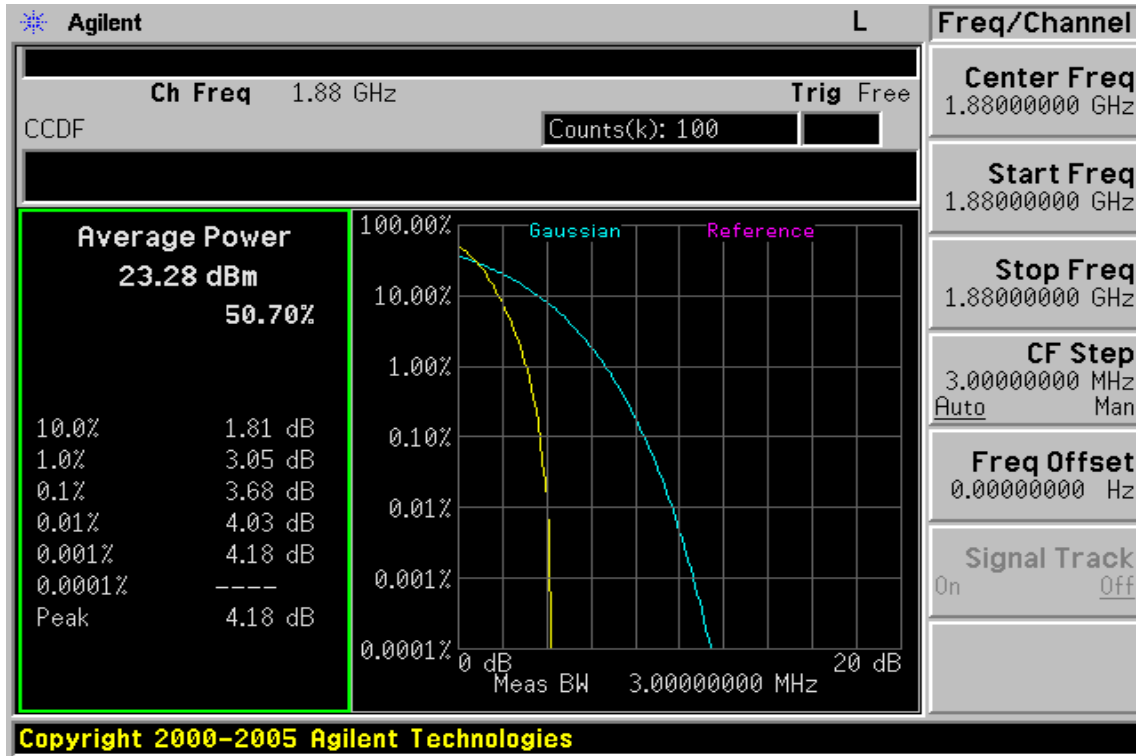 Agilent L
Ch Freq 1.88 GHz Trig Free
CCDF Counts(k): 100
Average Power
23.28 dBm
50.70%
10.0% 1.81 dB
1.0% 3.05 dB
0.1% 3.68 dB
0.01% 4.03 dB
0.001% 4.18 dB
0.0001% ----
Peak 4.18 dB
Gaussian Reference
100.00%
10.00%
1.00%
0.10%
0.01%
0.001%
0.0001%
0 dB 20 dB
Meas BW 3.00000000 MHz
Freq/Channel
Center Freq
1.88000000 GHz
Start Freq
1.88000000 GHz
Stop Freq
1.88000000 GHz
CF Step
3.00000000 MHz
Auto Man
Freq Offset
0.00000000 Hz
Signal Track
On Off
Copyright 2000-2005 Agilent Technologies